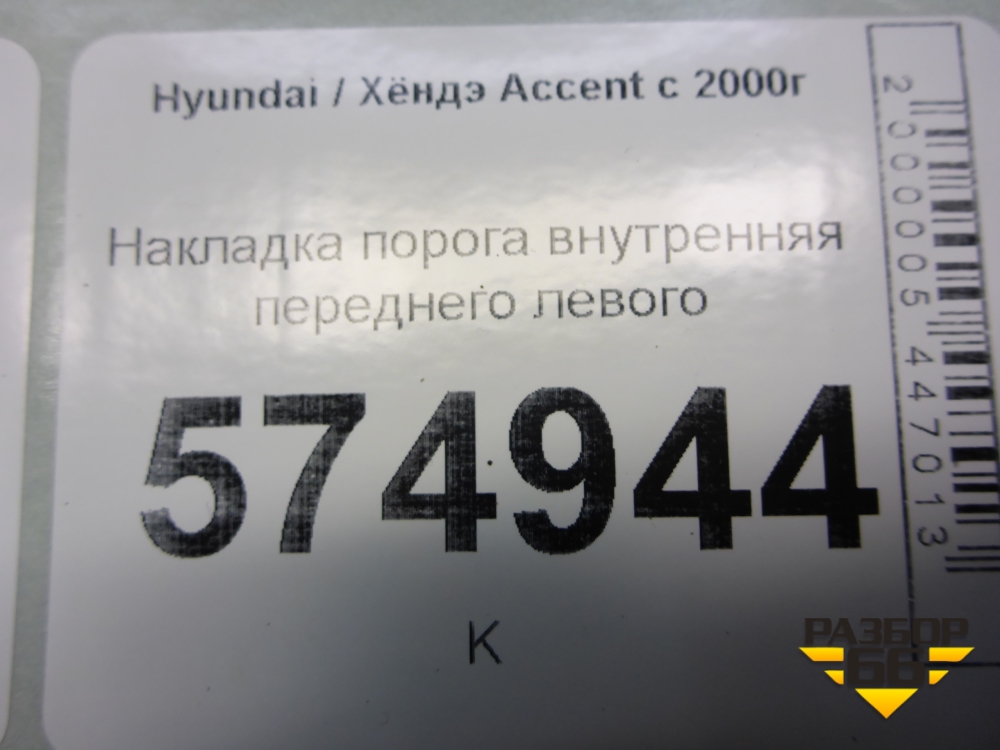 Hyundai / Хёндэ Accent с 2000г
Накладка порога внутренняя
переднего левого
574944
К
2000005447013
РАЗБОР
66